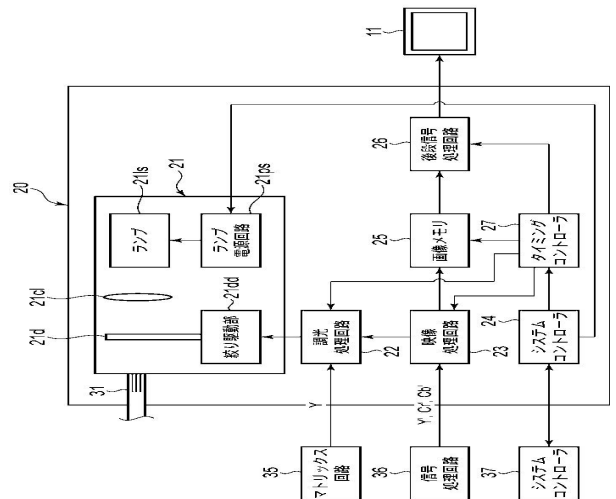 37
36
35
システム
コントローラ
信号
処理回路
マトリックス
回路
Y', Cr', Cb'
Y
31
20
24
システム
コントローラ
23
映像
処理回路
22
調光
処理回路
絞り駆動部
21dd
21d
21cl
27
タイミング
コントローラ
25
画像メモリ
ランプ
電源回路
21ps
ランプ
21ls
21
26
後段信号
処理回路
11